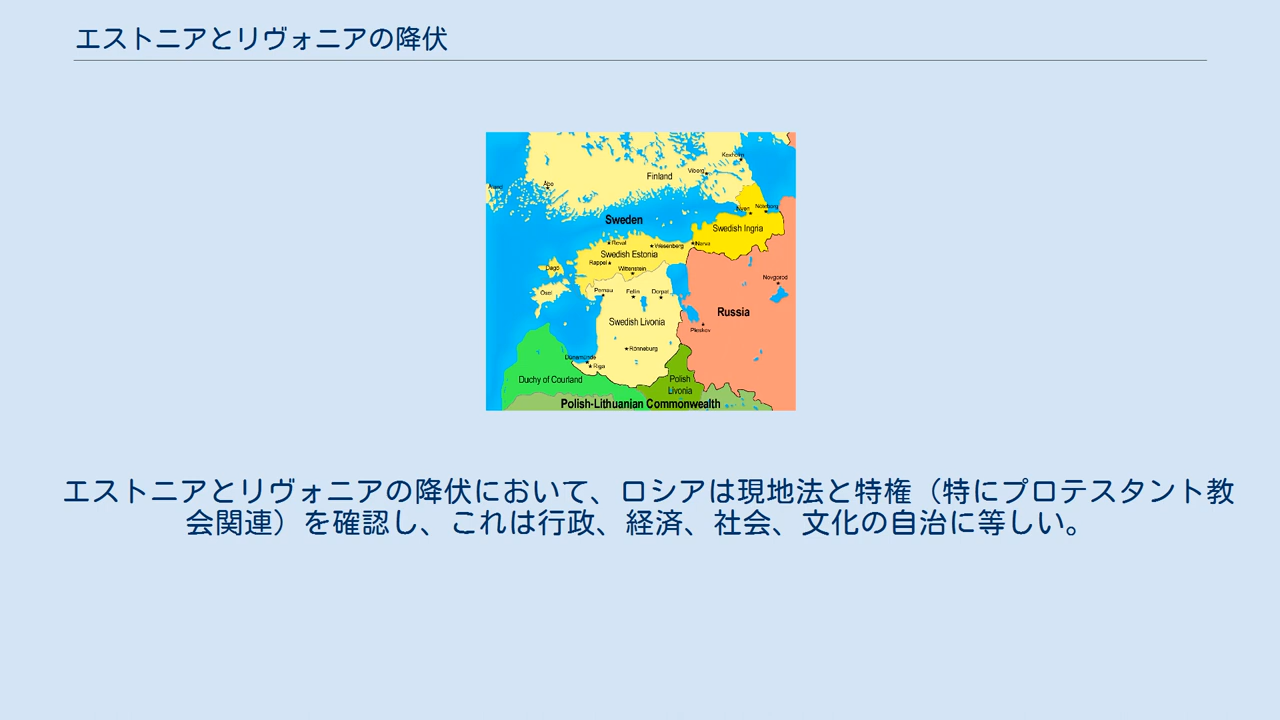 エストニアとリヴォニアの降伏
Kexholm
Viborg
Finland
Åland
Åbo
Nyen
Nöteborg
Sweden
Swedish Ingria
Reval
Wesenberg
Narva
Swedish Estonia
Rappel
Dagö
Wittenstein
Novgorod
Ösel
Pernau
Fellin
Dorpat
Russia
Swedish Livonia
Pleskov
Rönneburg
Dünamünde
Riga
Duchy of Courland
Polish
Livonia
Polish-Lithuanian Commonwealth
エストニアとリヴォニアの降伏において、ロシアは現地法と特権（特にプロテスタント教
会関連）を確認し、これは行政、経済、社会、文化の自治に等しい。